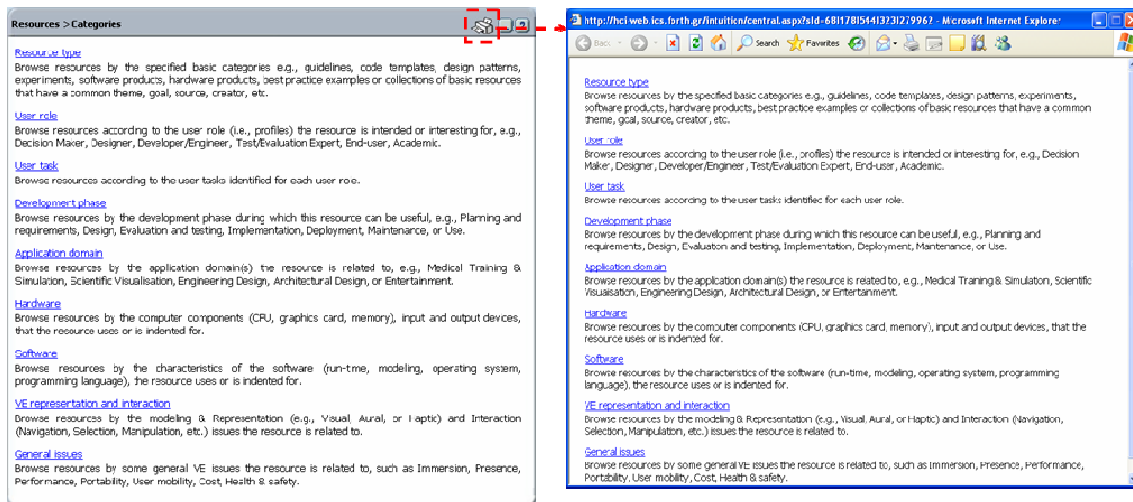 Resources > Categories
Resource type
Browse resources by the specified basic categories e.g., guidelines, code templates, design patterns,
experiments, software products, hardware products, best practice examples or collections of basic resources
that have a common theme, goal, source, creator, etc.
User role
Browse resources according to the user role (i.e., profiles) the resource is intended or interesting for, e.g.,
Decision Maker, Designer, Developer/Engineer, Test/Evaluation Expert, End-user, Academic.
User task
Browse resources according to the user tasks identified for each user role.
Development phase
Browse resources by the development phase during which this resource can be useful, e.g., Planning and
requirements, Design, Evaluation and testing, Implementation, Deployment, Maintenance, or Use.
Application domain
Browse resources by the application domain(s) the resource is related to, e.g., Medical Training &
Simulation, Scientific Visualisation, Engineering Design, Architectural Design, or Entertainment.
Hardware
Browse resources by the computer components (CPU, graphics card, memory), input and output devices,
that the resource uses or is indented for.
Software
Browse resources by the characteristics of the software (run-time, modeling, operating system,
programming language), the resource uses or is indented for.
VE representation and interaction
Browse resources by the modeling & Representation (e.g., Visual, Aural, or Haptic) and Interaction
(Navigation, Selection, Manipulation, etc.) issues the resource is related to.
General issues
Browse resources by some general VE issues the resource is related to, such as Immersion, Presence,
Performance, Portability, User mobility, Cost, Health & safety.
- Microsoft Internet Explorer
Back Search Favorites
Resource type
Browse resources by the specified basic categories e.g., guidelines, code templates, design patterns, experiments,
software products, hardware products, best practice examples or collections of basic resources that have a common
theme, goal, source, creator, etc.
User role
Browse resources according to the user role (i.e., profiles) the resource is intended or interesting for, e.g., Decision
Maker, Designer, Developer/Engineer, Test/Evaluation Expert, End-user, Academic.
User task
Browse resources according to the user tasks identified for each user role.
Development phase
Browse resources by the development phase during which this resource can be useful, e.g., Planning and
requirements, Design, Evaluation and testing, Implementation, Deployment, Maintenance, or Use.
Application domain
Browse resources by the application domain(s) the resource is related to, e.g., Medical Training & Simulation, Scientific
Visualisation, Engineering Design, Architectural Design, or Entertainment.
Hardware
Browse resources by the computer components (CPU, graphics card, memory), input and output devices, that the
resource uses or is indented for.
Software
Browse resources by the characteristics of the software (run-time, modeling, operating system, programming
language), the resource uses or is indented for.
VE representation and interaction
Browse resources by the modeling & Representation (e.g., Visual, Aural, or Haptic) and Interaction (Navigation,
Selection, Manipulation, etc.) issues the resource is related to.
General issues
Browse resources by some general VE issues the resource is related to, such as Immersion, Presence, Performance,
Portability, User mobility, Cost, Health & safety.